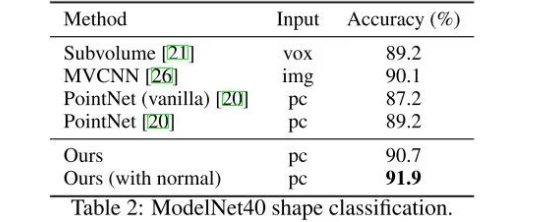 Method Input Accuracy (%)
Subvolume [21] vox 89.2
MVCNN [26] img 90.1
PointNet (vanilla) [20] pc 87.2
PointNet [20] pc 89.2
Ours pc 90.7
Ours (with normal) pc 91.9
Table 2: ModelNet40 shape classification.